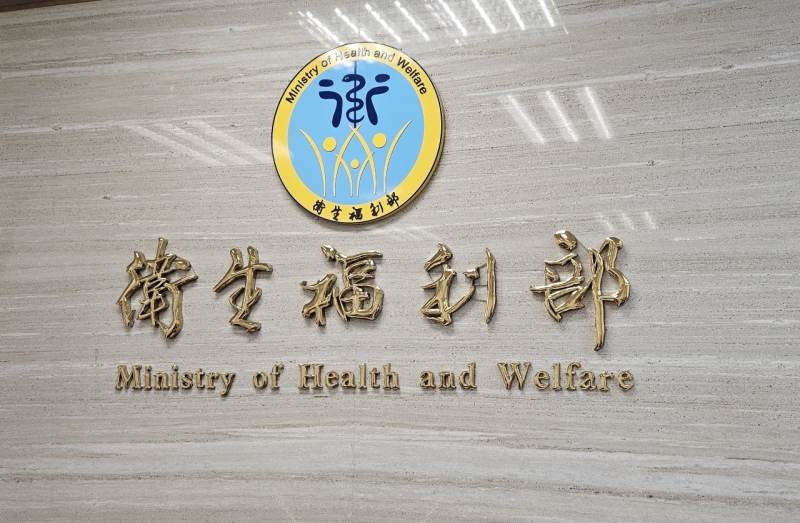 Ministry of Health and Welfare
衛生福利部
衛生福利部
Ministry of Health and Welfare